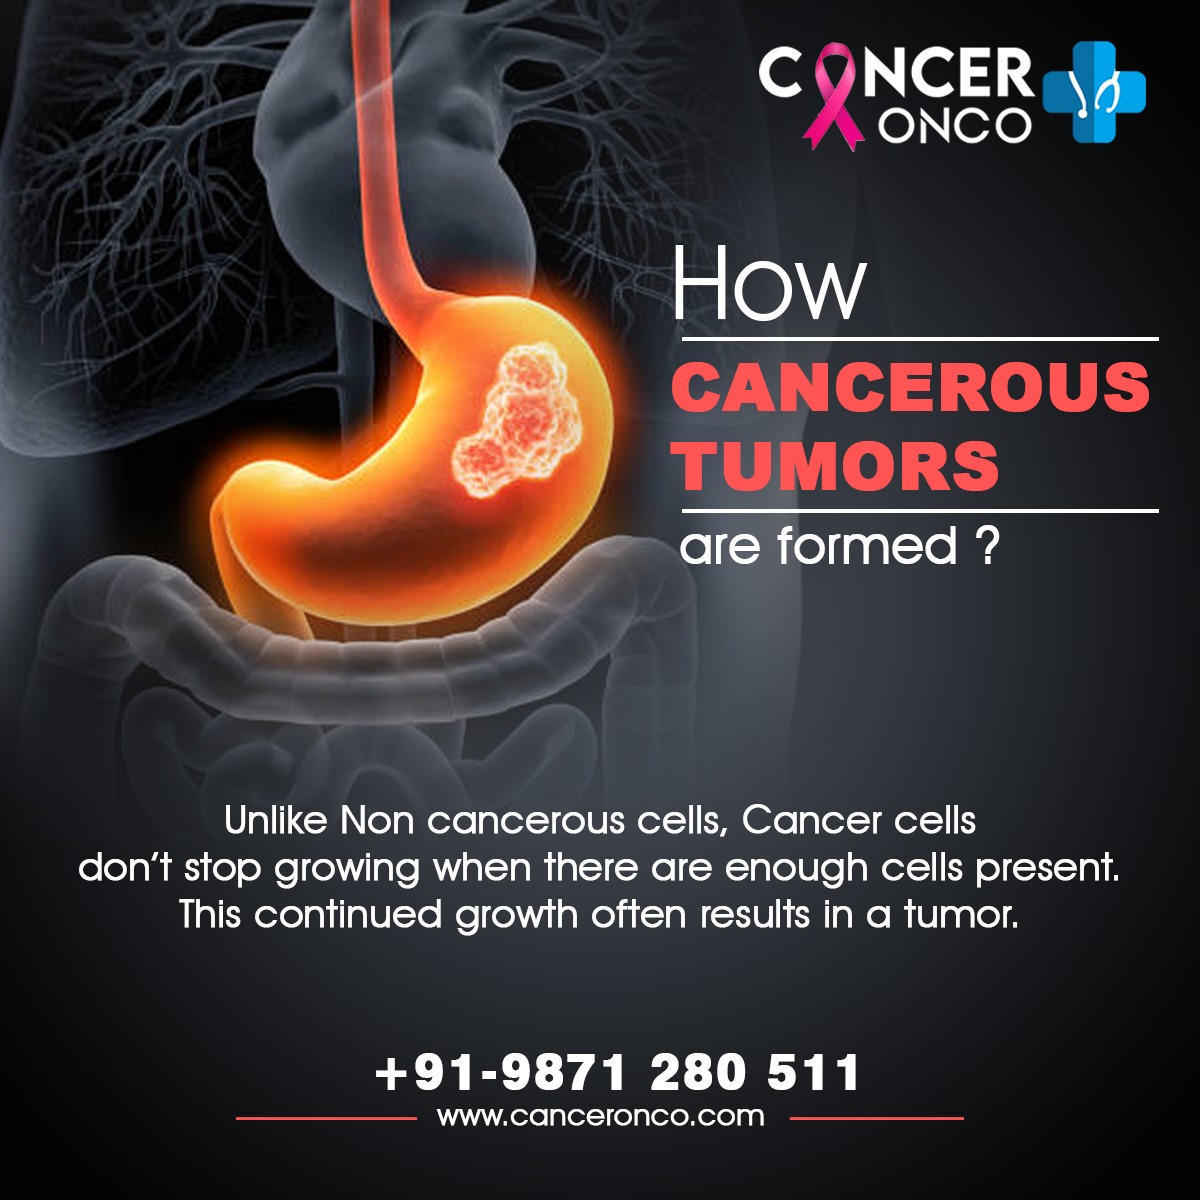 CANCER
ONCO
How
CANCEROUS
TUMORS
are formed ?
Unlike Non cancerous cells, Cancer cells
don't stop growing when there are enough cells present.
This continued growth often results in a tumor.
+91-9871 280 511
www.canceronco.com